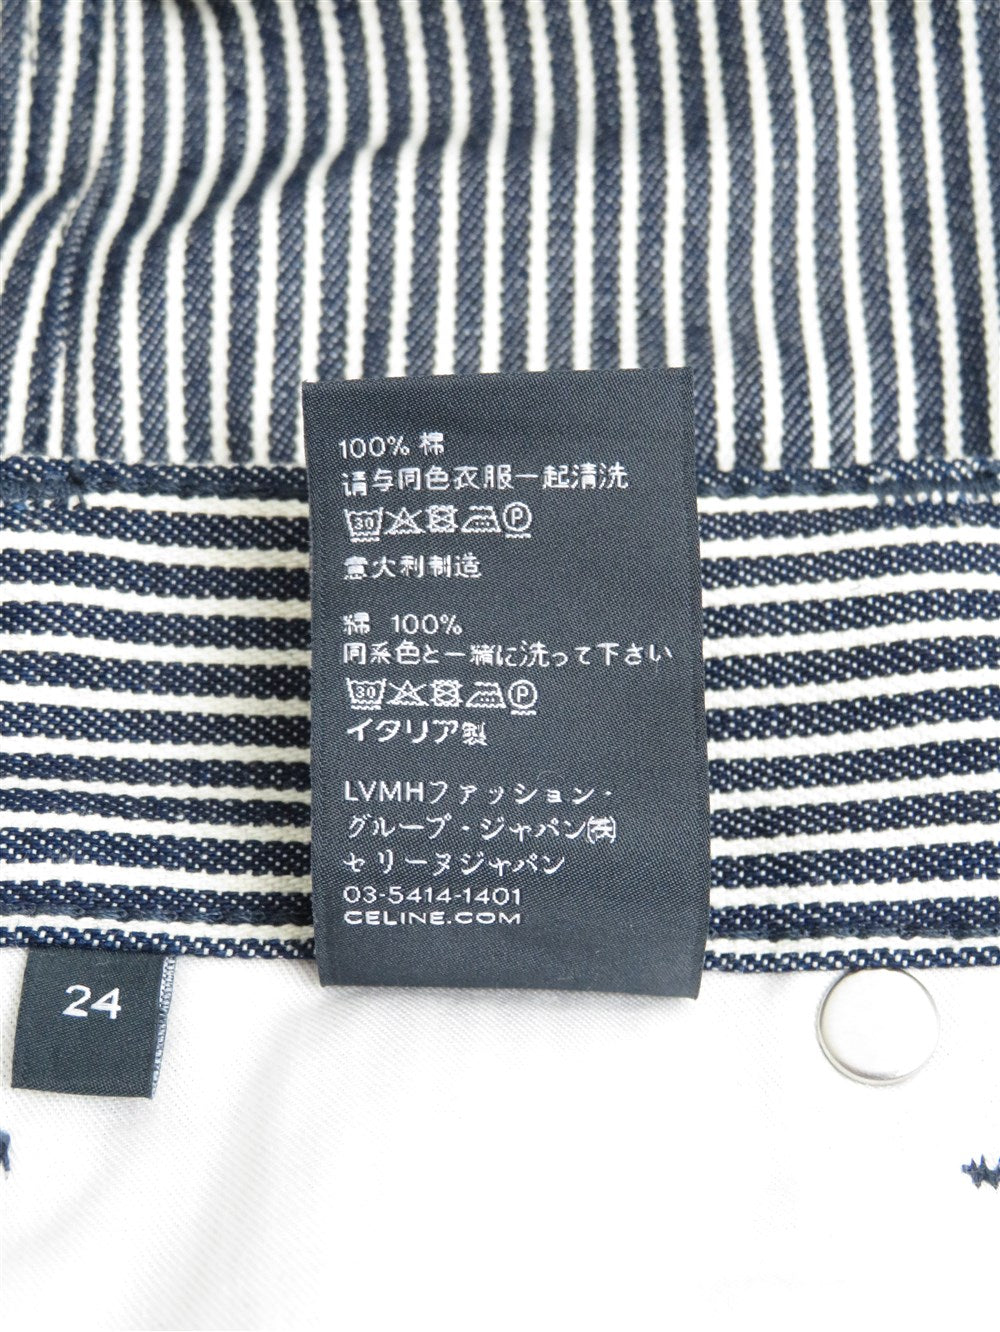 100% 棉
请与同色衣服一起清洗
30 P
意大利制造
綿 100%
同系色と一緒に洗って下さい
30 P
イタリア製
LVMHファッション・
グループ・ジャパン㈱
セリーヌジャパン
03-5414-1401
CELINE.COM
24